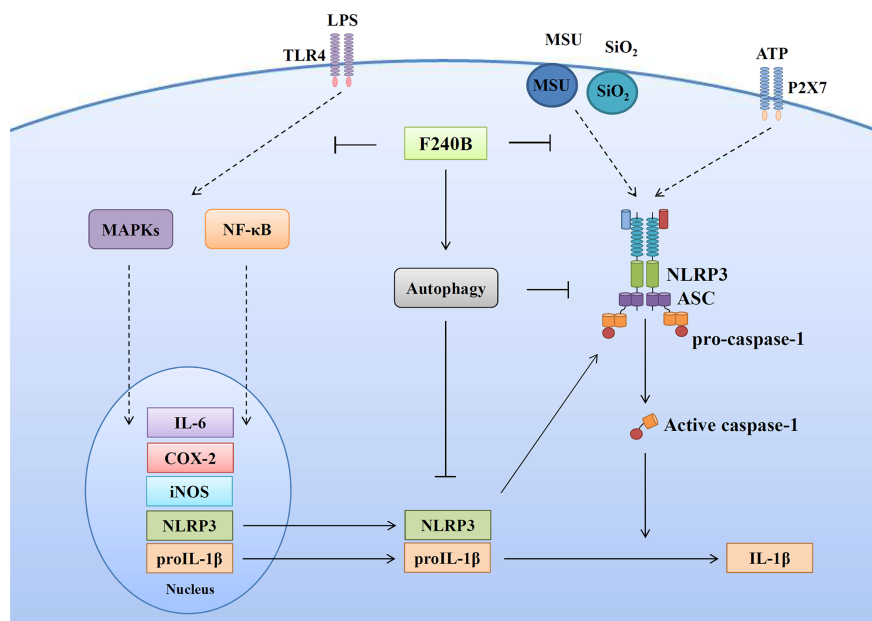 LPS
TLR4
MSU
SiO₂
MSU
SiO₂
ATP
P2X7
F240B
MAPKs
NF-κB
Autophagy
NLRP3
ASC
pro-caspase-1
Active caspase-1
IL-6
COX-2
iNOS
NLRP3
proIL-1β
Nucleus
NLRP3
proIL-1β
IL-1β